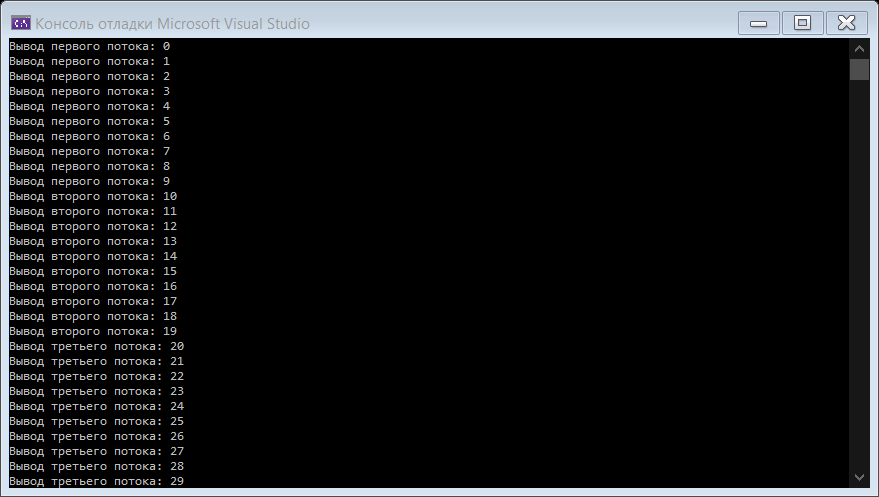 Консоль отладки Microsoft Visual Studio
Вывод первого потока: 0
Вывод первого потока: 1
Вывод первого потока: 2
Вывод первого потока: 3
Вывод первого потока: 4
Вывод первого потока: 5
Вывод первого потока: 6
Вывод первого потока: 7
Вывод первого потока: 8
Вывод первого потока: 9
Вывод второго потока: 10
Вывод второго потока: 11
Вывод второго потока: 12
Вывод второго потока: 13
Вывод второго потока: 14
Вывод второго потока: 15
Вывод второго потока: 16
Вывод второго потока: 17
Вывод второго потока: 18
Вывод второго потока: 19
Вывод третьего потока: 20
Вывод третьего потока: 21
Вывод третьего потока: 22
Вывод третьего потока: 23
Вывод третьего потока: 24
Вывод третьего потока: 25
Вывод третьего потока: 26
Вывод третьего потока: 27
Вывод третьего потока: 28
Вывод третьего потока: 29